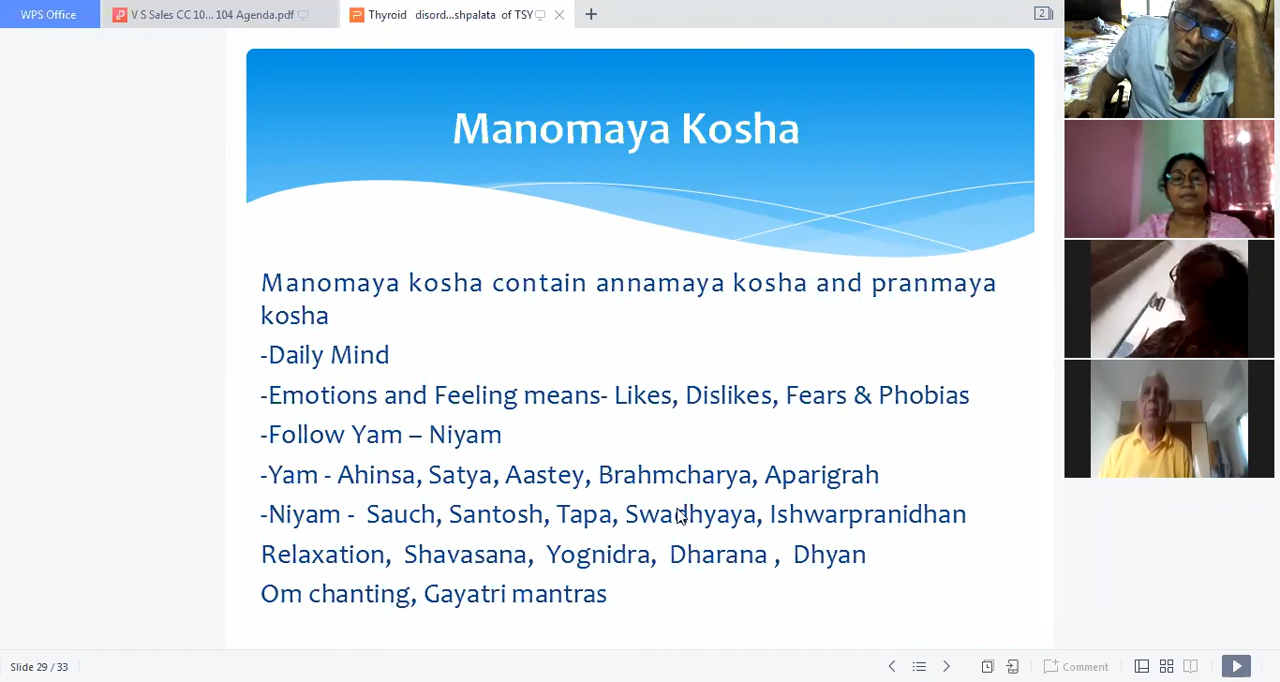 WPS Office
V S Sales CC 10... 104 Agenda.pdf
Thyroid disord...shpalata of TSY
2
Manomaya Kosha
Manomaya kosha contain annamaya kosha and pranmaya
kosha
-Daily Mind
-Emotions and Feeling means- Likes, Dislikes, Fears & Phobias
-Follow Yam – Niyam
-Yam - Ahinsa, Satya, Aastey, Brahmcharya, Aparigrah
-Niyam - Sauch, Santosh, Tapa, Swadhyaya, Ishwarpranidhan
Relaxation, Shavasana, Yognidra, Dharana , Dhyan
Om chanting, Gayatri mantras
Slide 29 / 33
Comment